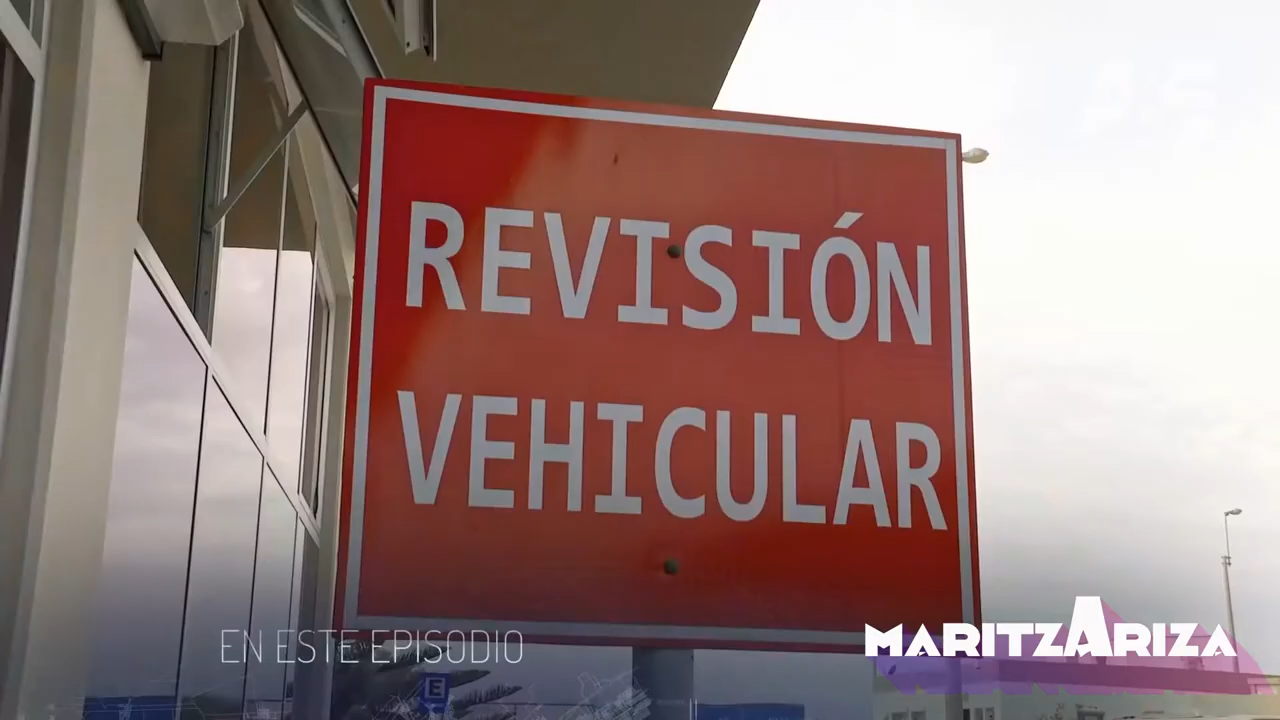 REVISIÓN
VEHICULAR
EN ESTE EPISODIO
MARITZARIZA
E
A&E